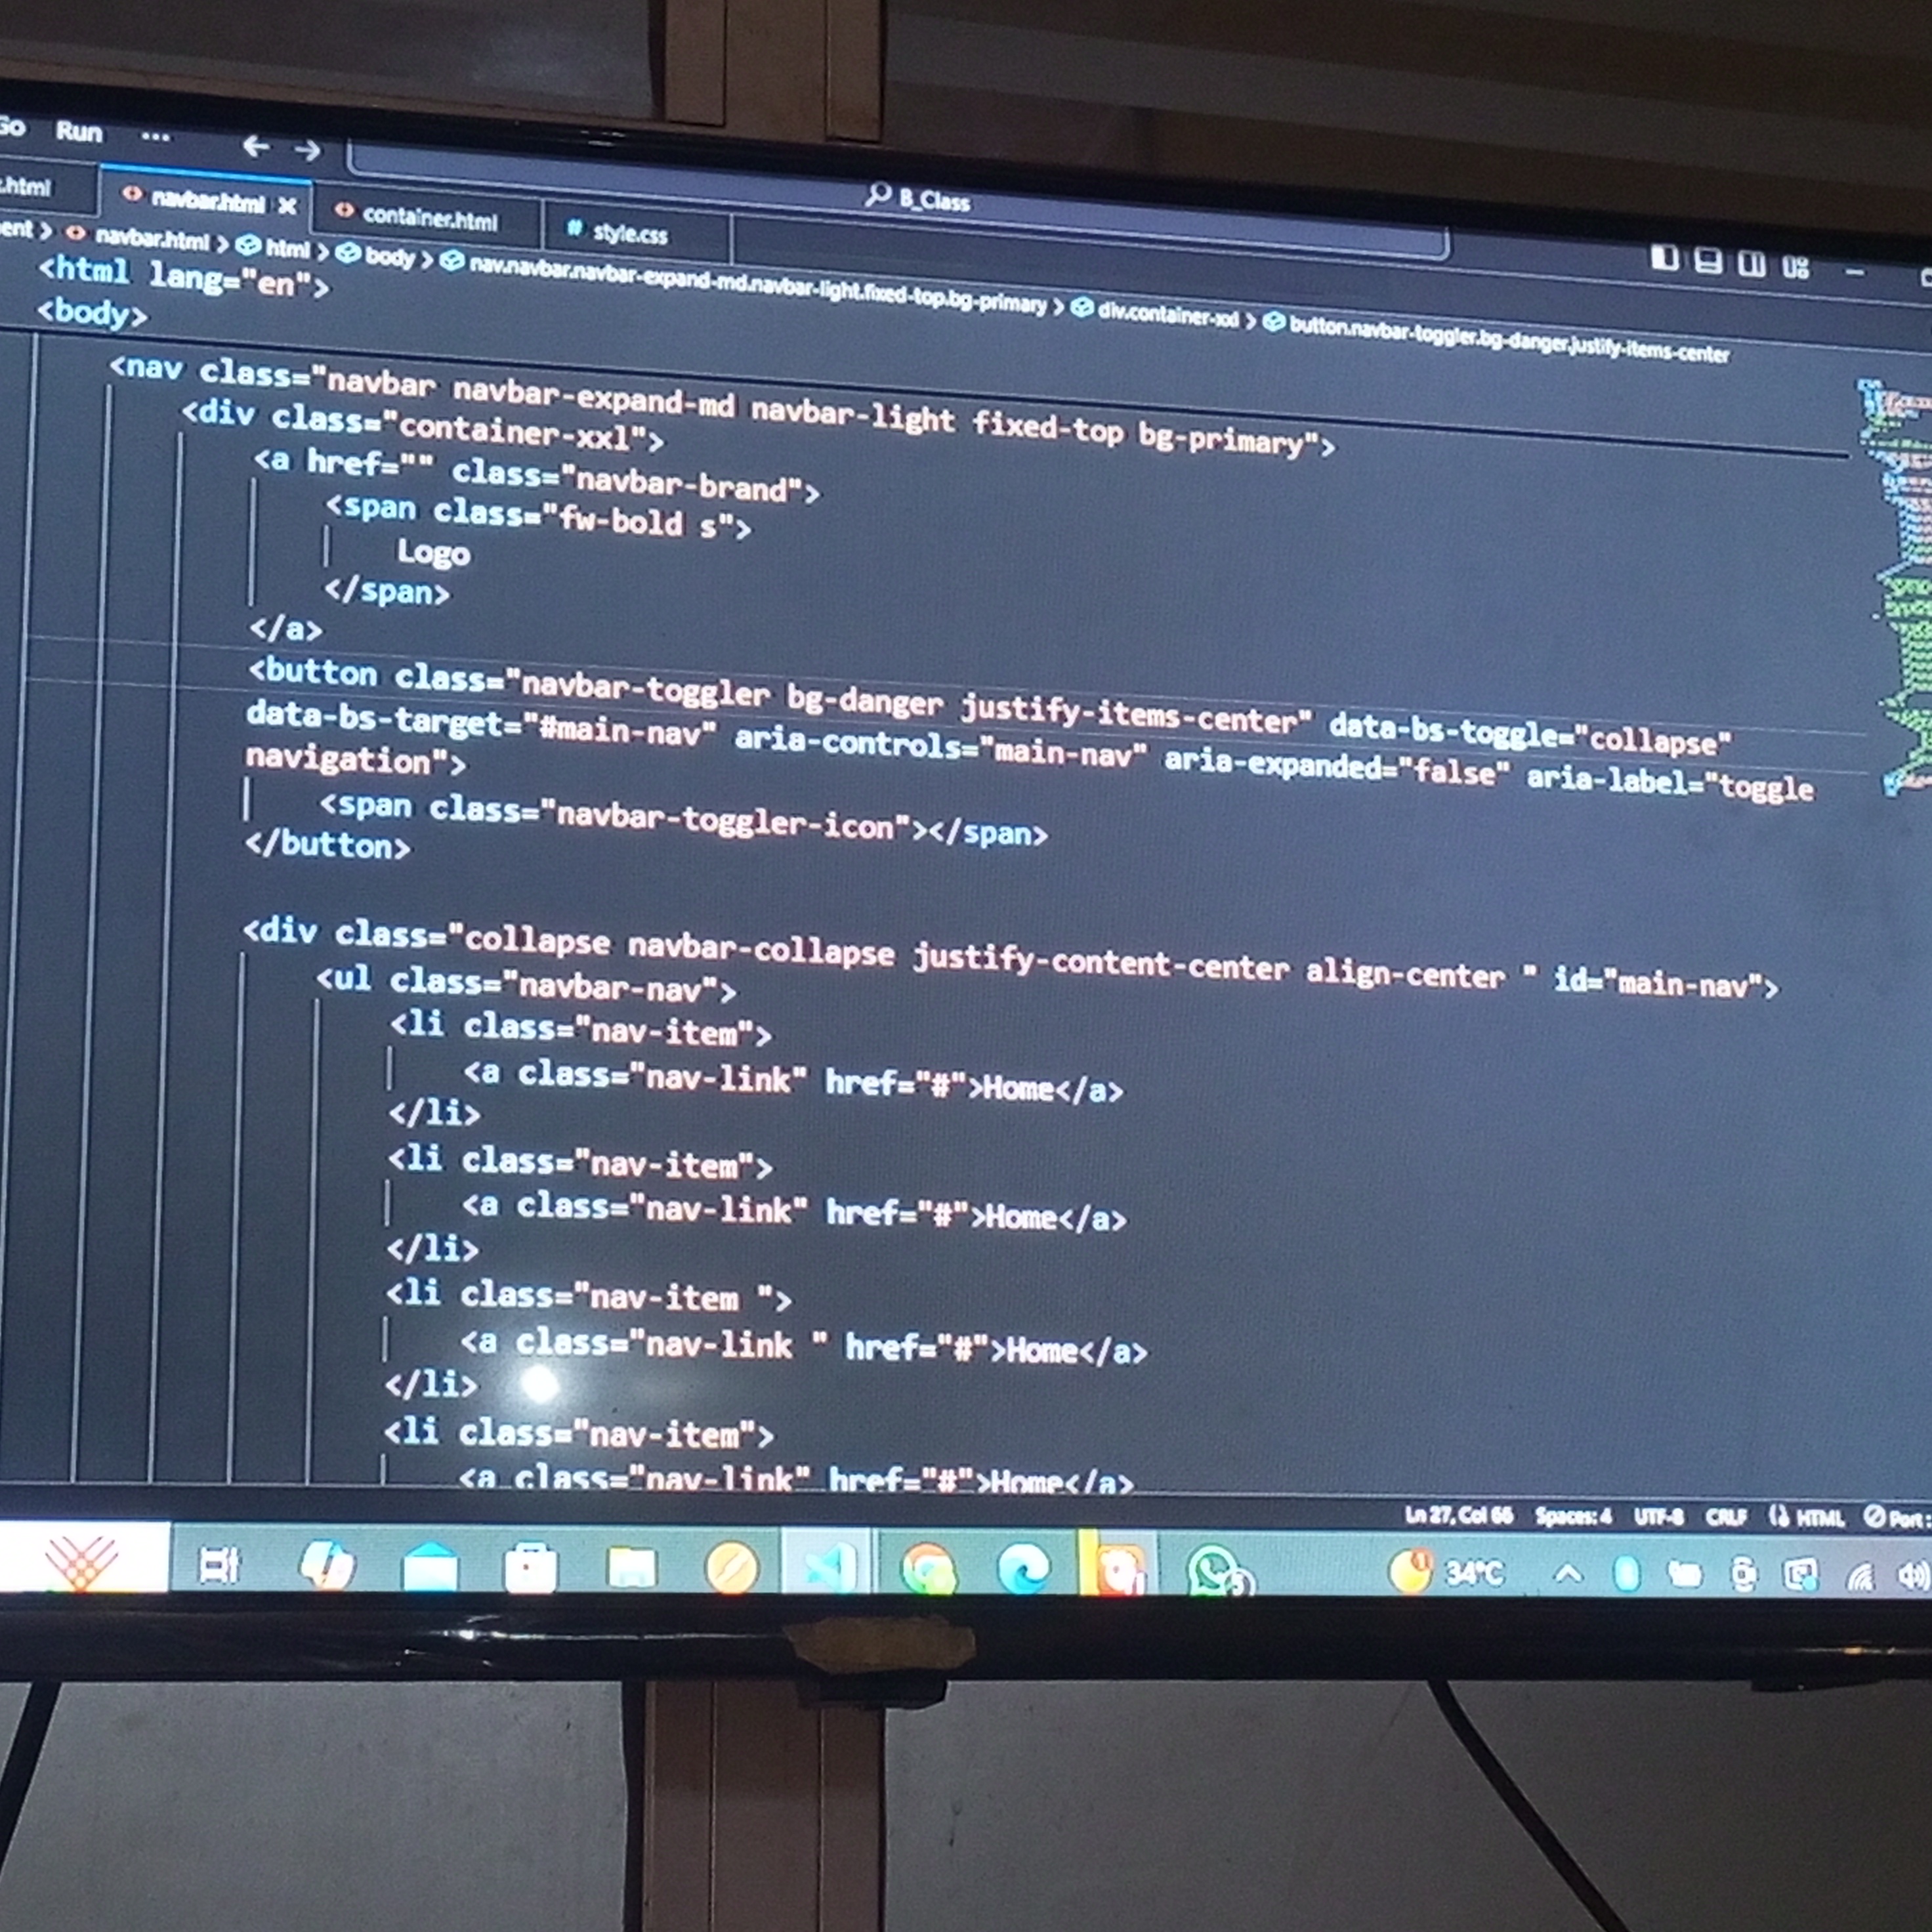 Go Run ... ← →
B_Class
.html navbar.html × container.html # style.css
ent > navbar.html > html > body > nav.navbar.navbar-expand-md.navbar-light.fixed-top.bg-primary > div.container-xxl > button.navbar-toggler.bg-danger.justify-items-center
<html lang="en">
<body>
<nav class="navbar navbar-expand-md navbar-light fixed-top bg-primary">
<div class="container-xxl">
<a href="" class="navbar-brand">
<span class="fw-bold s">
Logo
</span>
</a>
<button class="navbar-toggler bg-danger justify-items-center" data-bs-toggle="collapse"
data-bs-target="#main-nav" aria-controls="main-nav" aria-expanded="false" aria-label="toggle
navigation">
<span class="navbar-toggler-icon"></span>
</button>
<div class="collapse navbar-collapse justify-content-center align-center " id="main-nav">
<ul class="navbar-nav">
<li class="nav-item">
<a class="nav-link" href="#">Home</a>
</li>
<li class="nav-item">
<a class="nav-link" href="#">Home</a>
</li>
<li class="nav-item ">
<a class="nav-link " href="#">Home</a>
</li>
<li class="nav-item">
<a class="nav-link" href="#">Home</a>
Ln 27, Col 66 Spaces: 4 UTF-8 CRLF HTML Port :
34°C